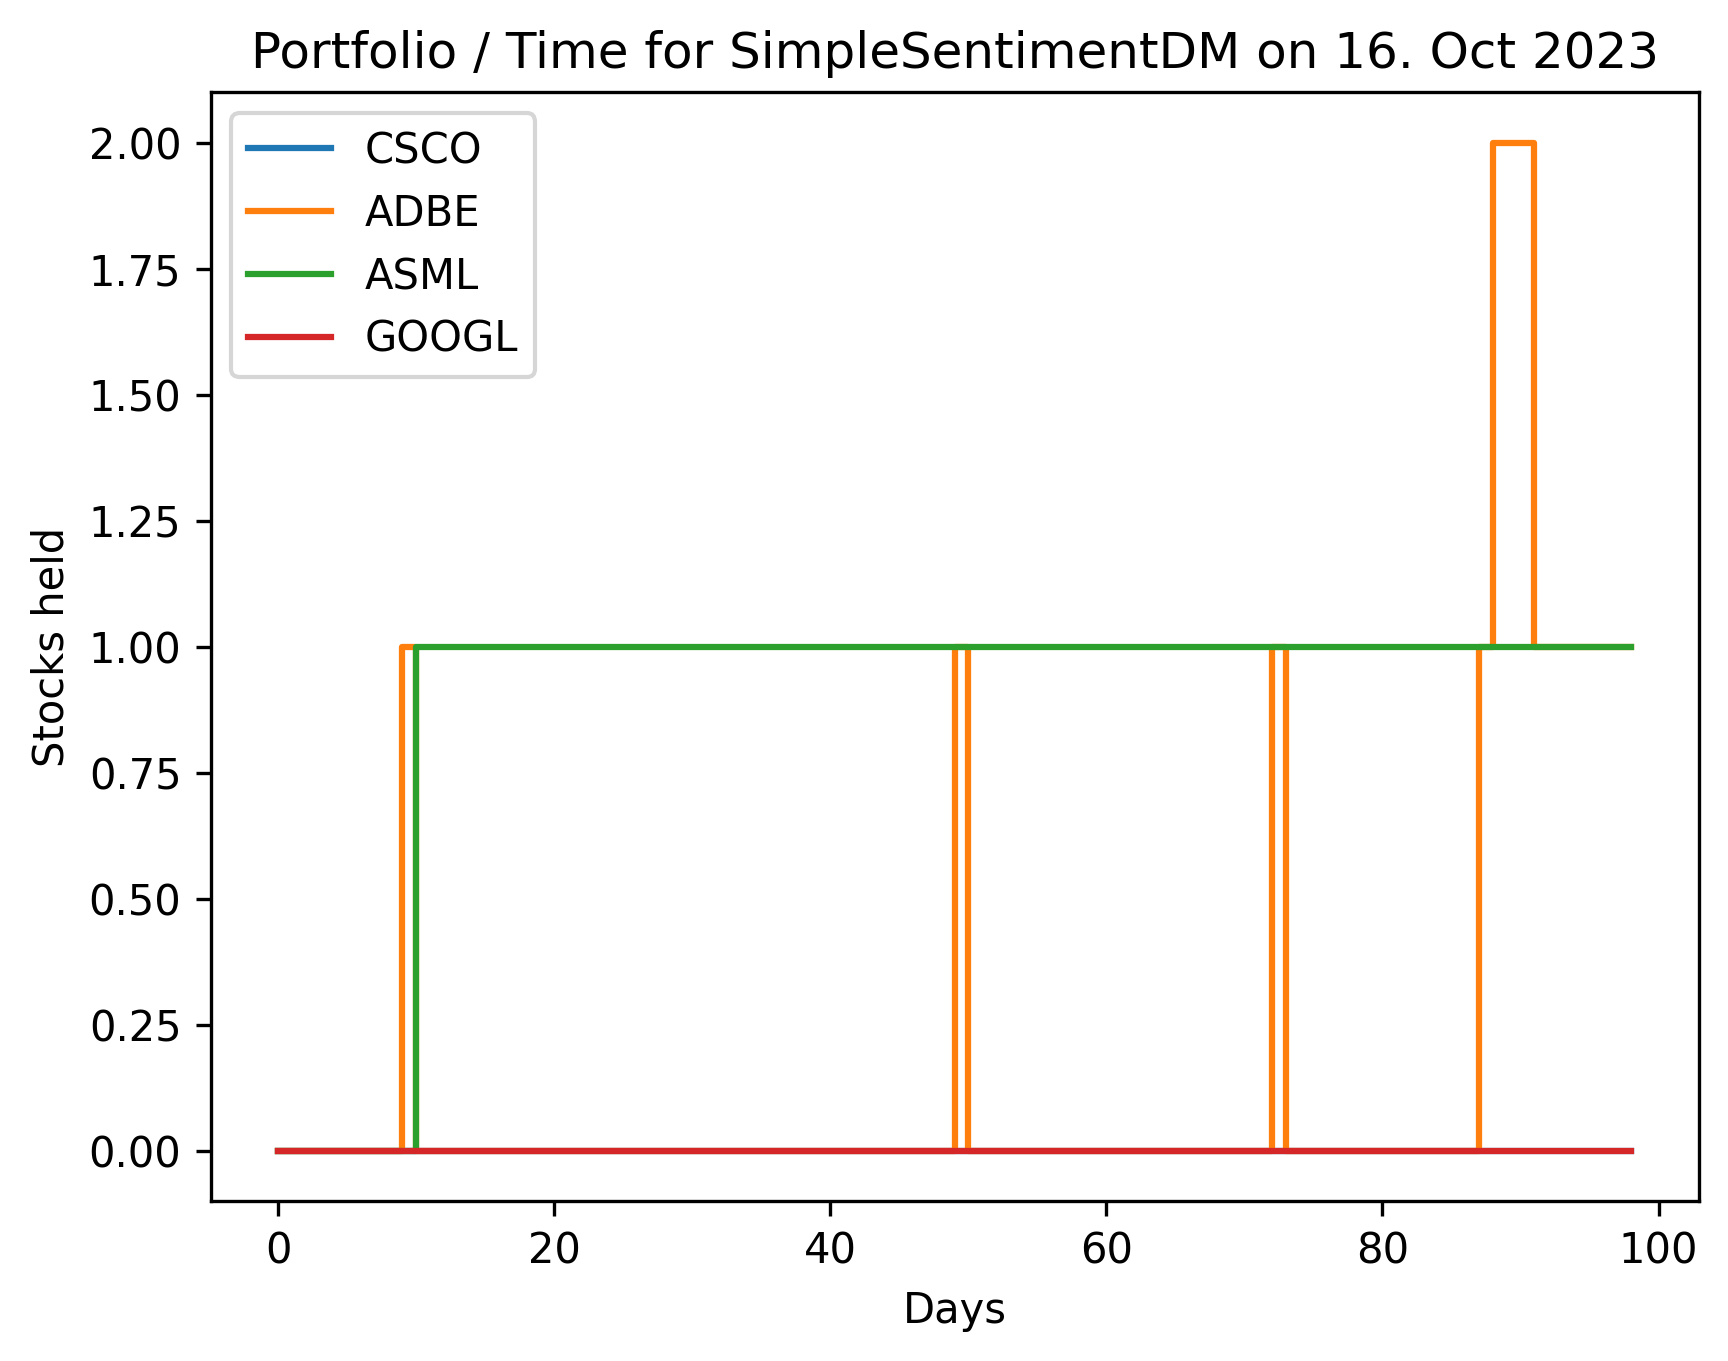 Portfolio / Time for SimpleSentimentDM on 16. Oct 2023
CSCO
ADBE
ASML
GOOGL
2.00
1.75
1.50
1.25
1.00
0.75
0.50
0.25
0.00
Stocks held
0 20 40 60 80 100
Days